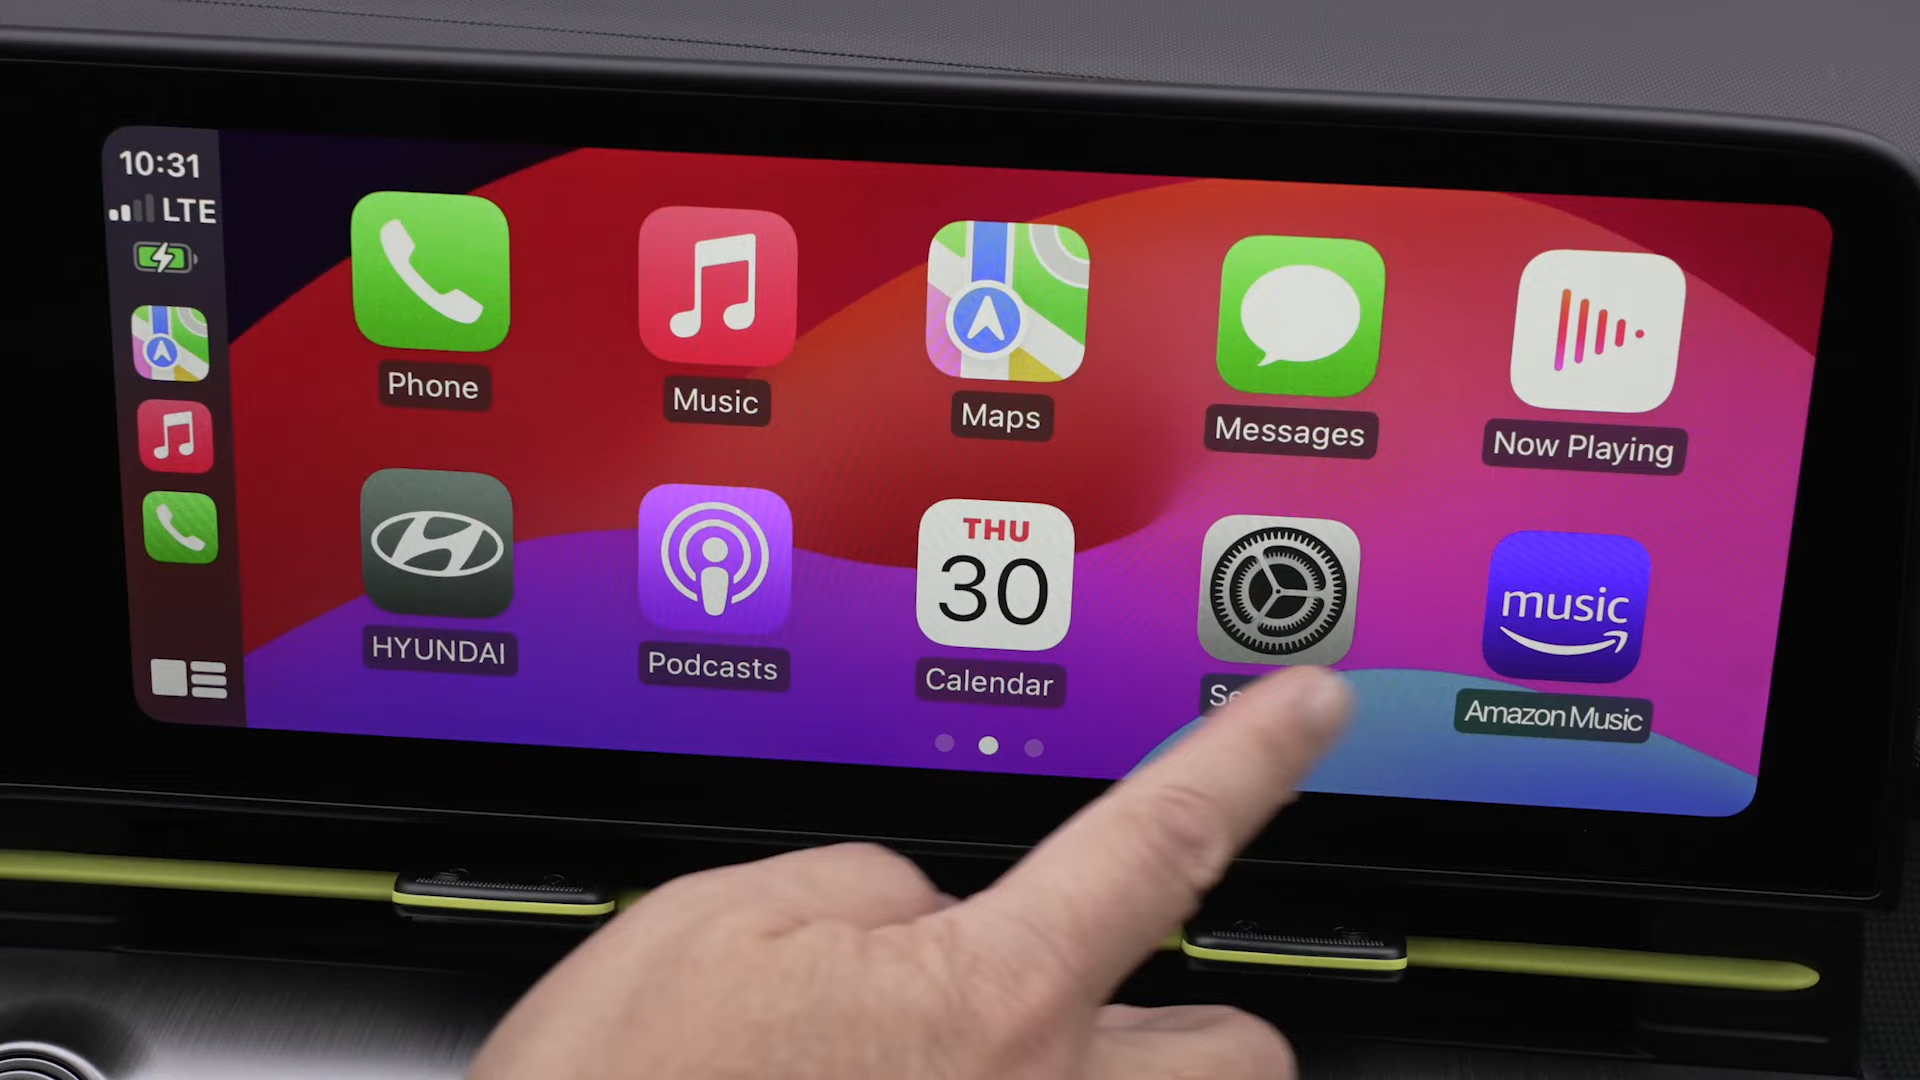 10:31
LTE
Phone
Music
Maps
Messages
Now Playing
THU
30
music
HYUNDAI
Podcasts
Calendar
Amazon Music